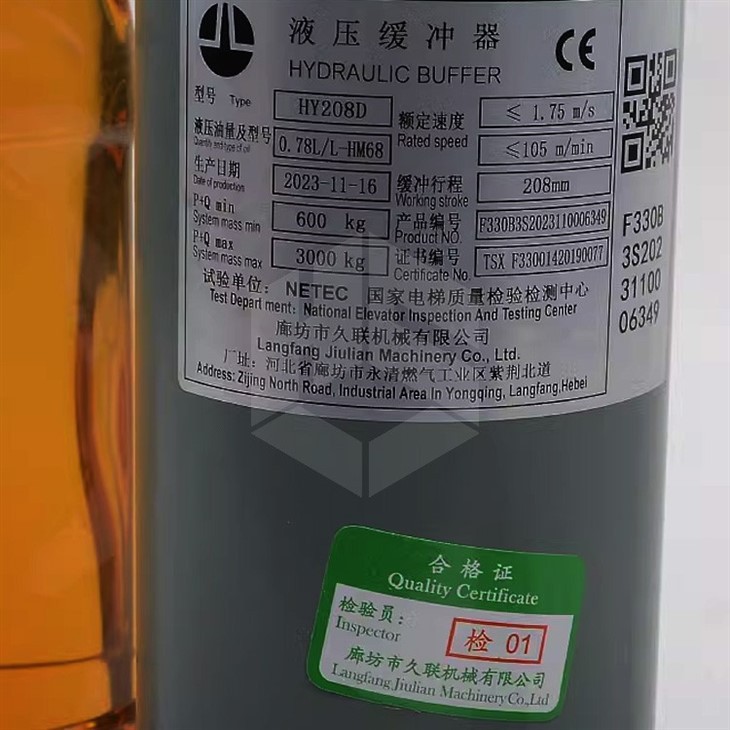 液压缓冲器
HYDRAULIC BUFFER
CE
型号 Type HY208D
额定速度 Rated speed ≤ 1.75 m/s
≤105 m/min
液压油量及型号 Quantity and type of oil 0.78L/L-HM68
生产日期 Date of production 2023-11-16
缓冲行程 Working stroke 208mm
P+Q min System mass min 600 kg
产品编号 Product NO. F330B3S2023110006349
P+Q max System mass max 3000 kg
证书编号 Certificate No. TSX F33001420190077
试验单位: NETEC 国家电梯质量检验检测中心
Test Department: National Elevator Inspection And Testing Center
廊坊市久联机械有限公司
Langfang Jiulian Machinery Co., Ltd.
厂址: 河北省廊坊市永清燃气工业区紫荆北道
Address: Zijing North Road, Industrial Area In Yongqing, Langfang,Hebei
F330B
3S202
31100
06349
合格证
Quality Certificate
检验员:
Inspector
检 01
廊坊市久联机械有限公司
Langfang Jiulian Machinery Co.,Ltd